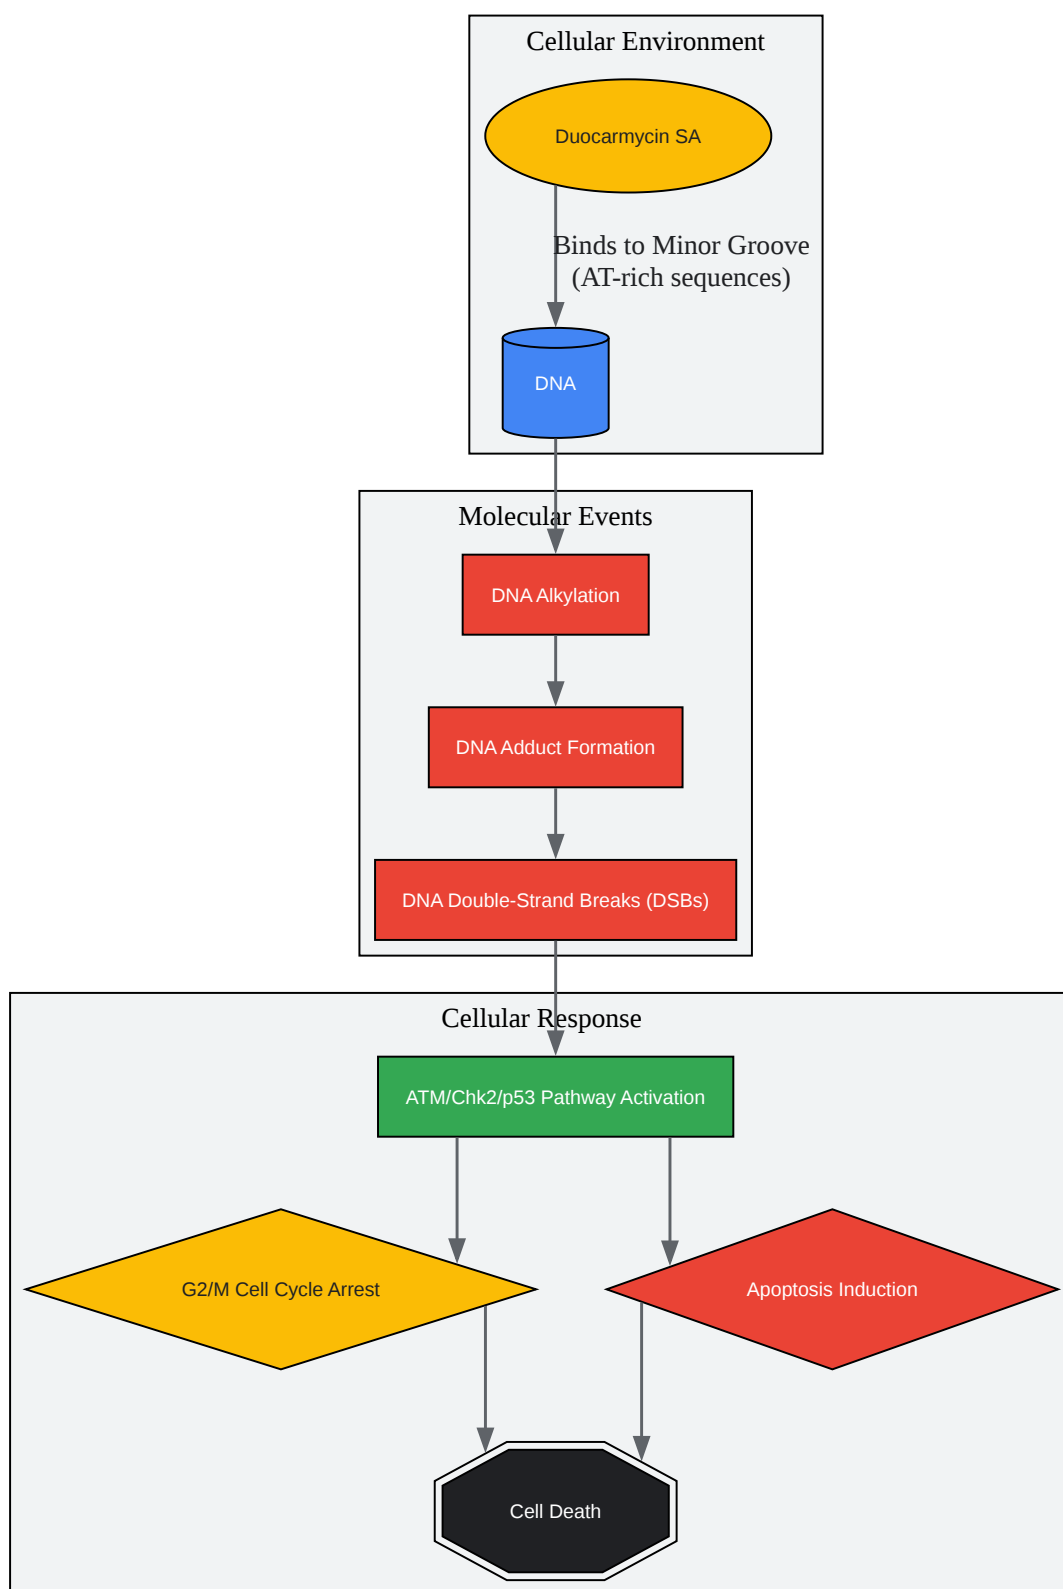 Cellular Environment
Duocarmycin SA
Binds to Minor Groove
(AT-rich sequences)
DNA
Molecular Events
DNA Alkylation
DNA Adduct Formation
DNA Double-Strand Breaks (DSBs)
Cellular Response
ATM/Chk2/p53 Pathway Activation
G2/M Cell Cycle Arrest
Apoptosis Induction
Cell Death